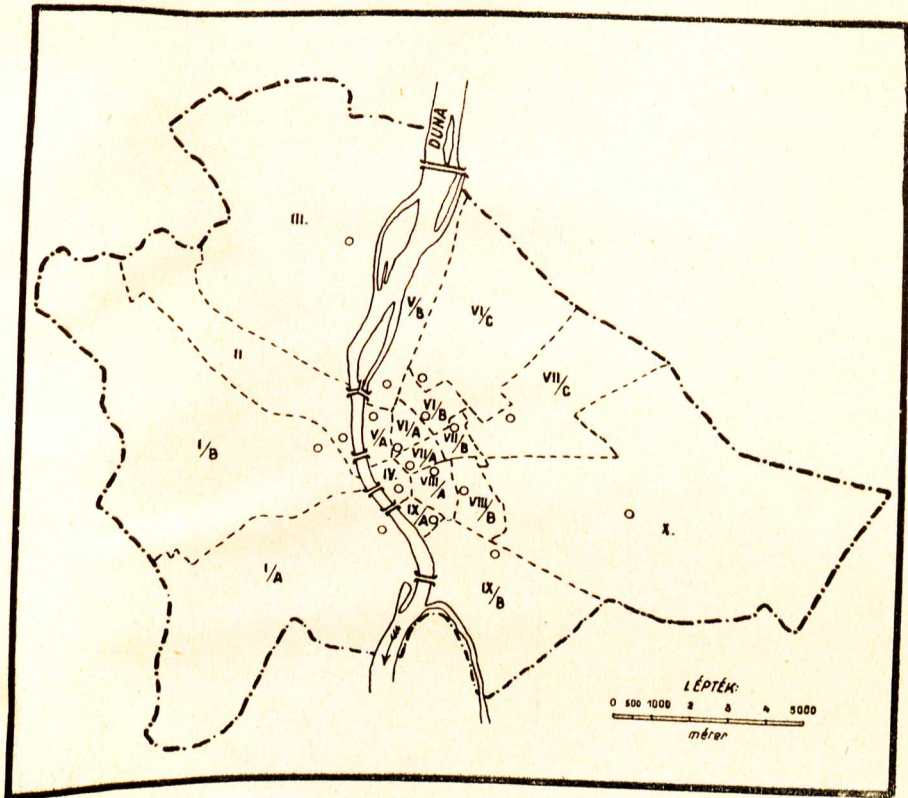 DUNA
III.
V/B
VI/C
II
VII/C
VI/B
I/B
V/A
VI/A
VII/B
VII/A
IV.
VIII/A
VIII/B
IX/A
X.
I/A
IX/B
LÉPTÉK:
0 500 1000 2 3 4 5000
méter